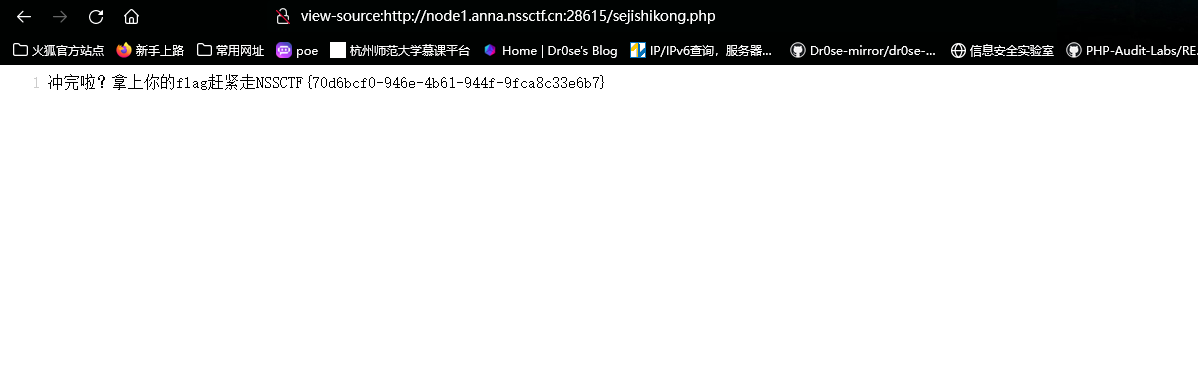 view-source:http://node1.anna.nssctf.cn:28615/sejishikong.php
火狐官方站点 新手上路 常用网址 poe 杭州师范大学慕课平台 Home | Dr0se's Blog IP/IPv6查询，服务器... Dr0se-mirror/dr0se-... 信息安全实验室 PHP-Audit-Labs/RE
1 冲完啦？拿上你的flag赶紧走NSSCTF{70d6bcf0-946e-4b61-944f-9fca8c33e6b7}